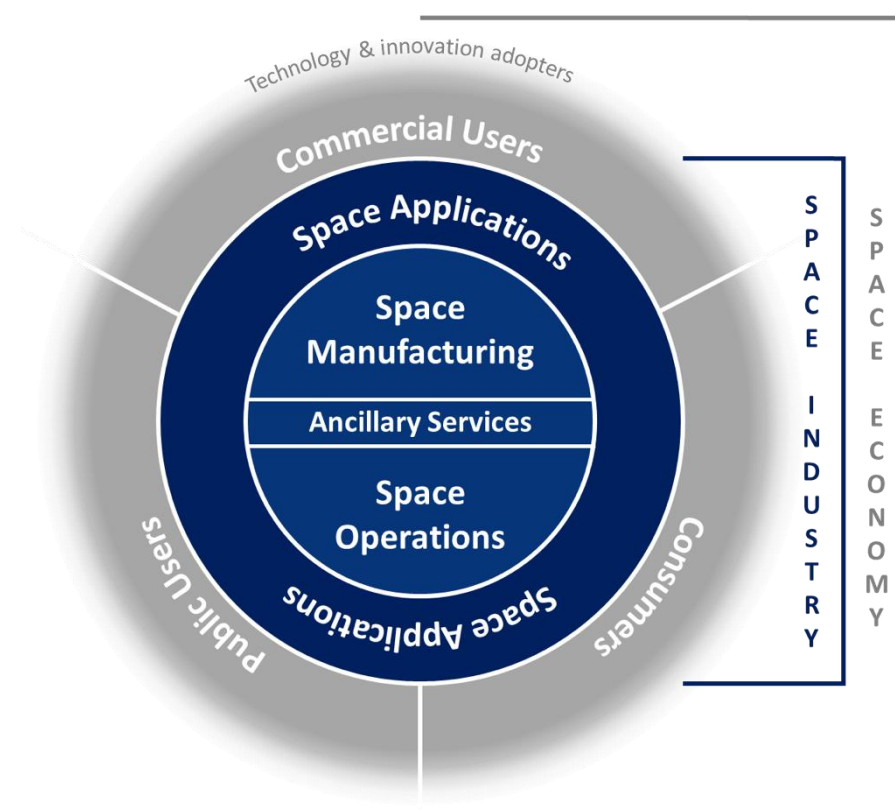 Technology & innovation adopters
Commercial Users
Space Applications
Space
Manufacturing
Ancillary Services
Space
Operations
Space Applications
Public Users
Consumers
SPACE INDUSTRY
SPACE ECONOMY